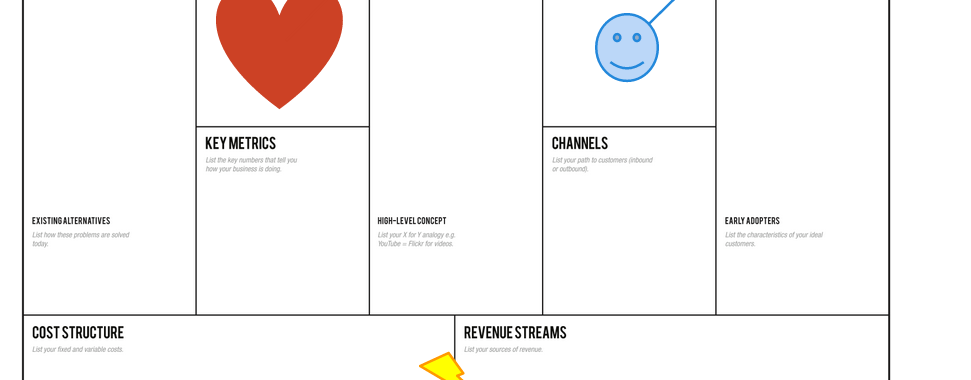 KEY METRICS
List the key numbers that tell you
how your business is doing.
CHANNELS
List your path to customers (inbound
or outbound).
EXISTING ALTERNATIVES
List how these problems are solved
today.
HIGH-LEVEL CONCEPT
List your X for Y analogy e.g.
YouTube = Flickr for videos.
EARLY ADOPTERS
List the characteristics of your ideal
customers.
COST STRUCTURE
List your fixed and variable costs.
REVENUE STREAMS
List your sources of revenue.